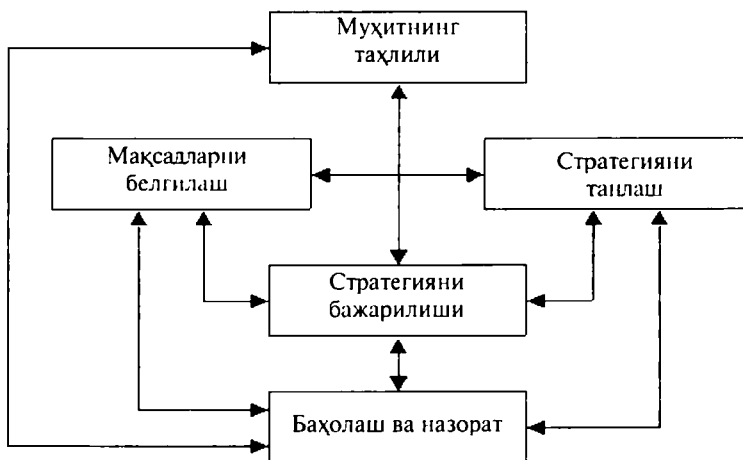 Муҳитнинг
таҳлили
Мақсадларни
белгилаш
Стратегияни
танлаш
Стратегияни
бажарилиши
Баҳолаш ва назорат